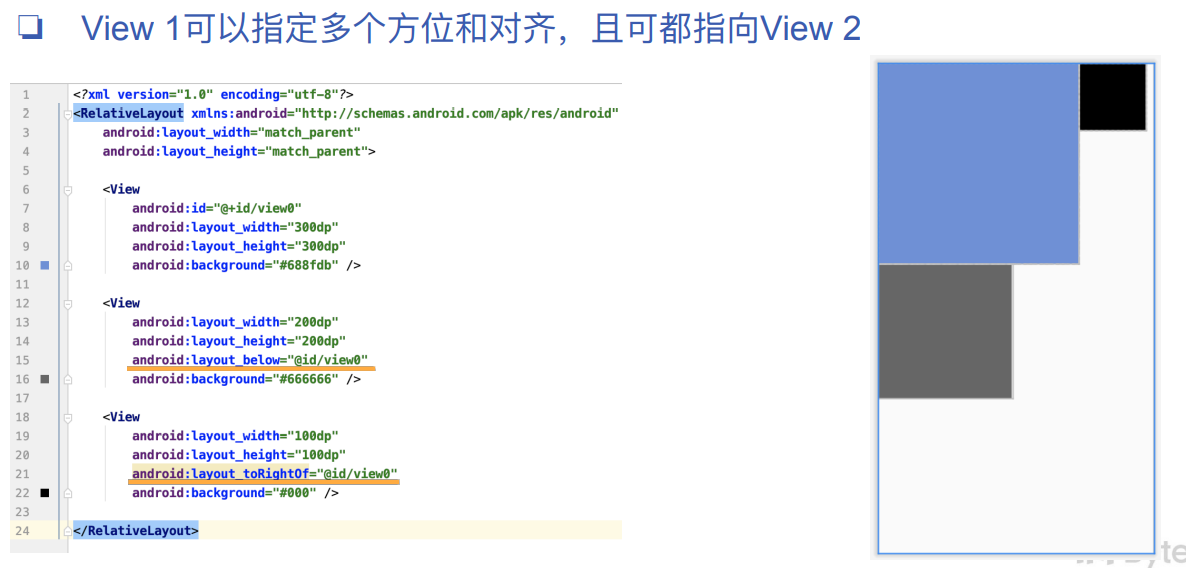 View 1可以指定多个方位和对齐，且可都指向View 2
1 <?xml version="1.0" encoding="utf-8"?>
2 <RelativeLayout xmlns:android="http://schemas.android.com/apk/res/android"
3 android:layout_width="match_parent"
4 android:layout_height="match_parent">
5
6 <View
7 android:id="@+id/view0"
8 android:layout_width="300dp"
9 android:layout_height="300dp"
10 android:background="#688fdb" />
11
12 <View
13 android:layout_width="200dp"
14 android:layout_height="200dp"
15 android:layout_below="@id/view0"
16 android:background="#666666" />
17
18 <View
19 android:layout_width="100dp"
20 android:layout_height="100dp"
21 android:layout_toRightOf="@id/view0"
22 android:background="#000" />
23
24 </RelativeLayout>